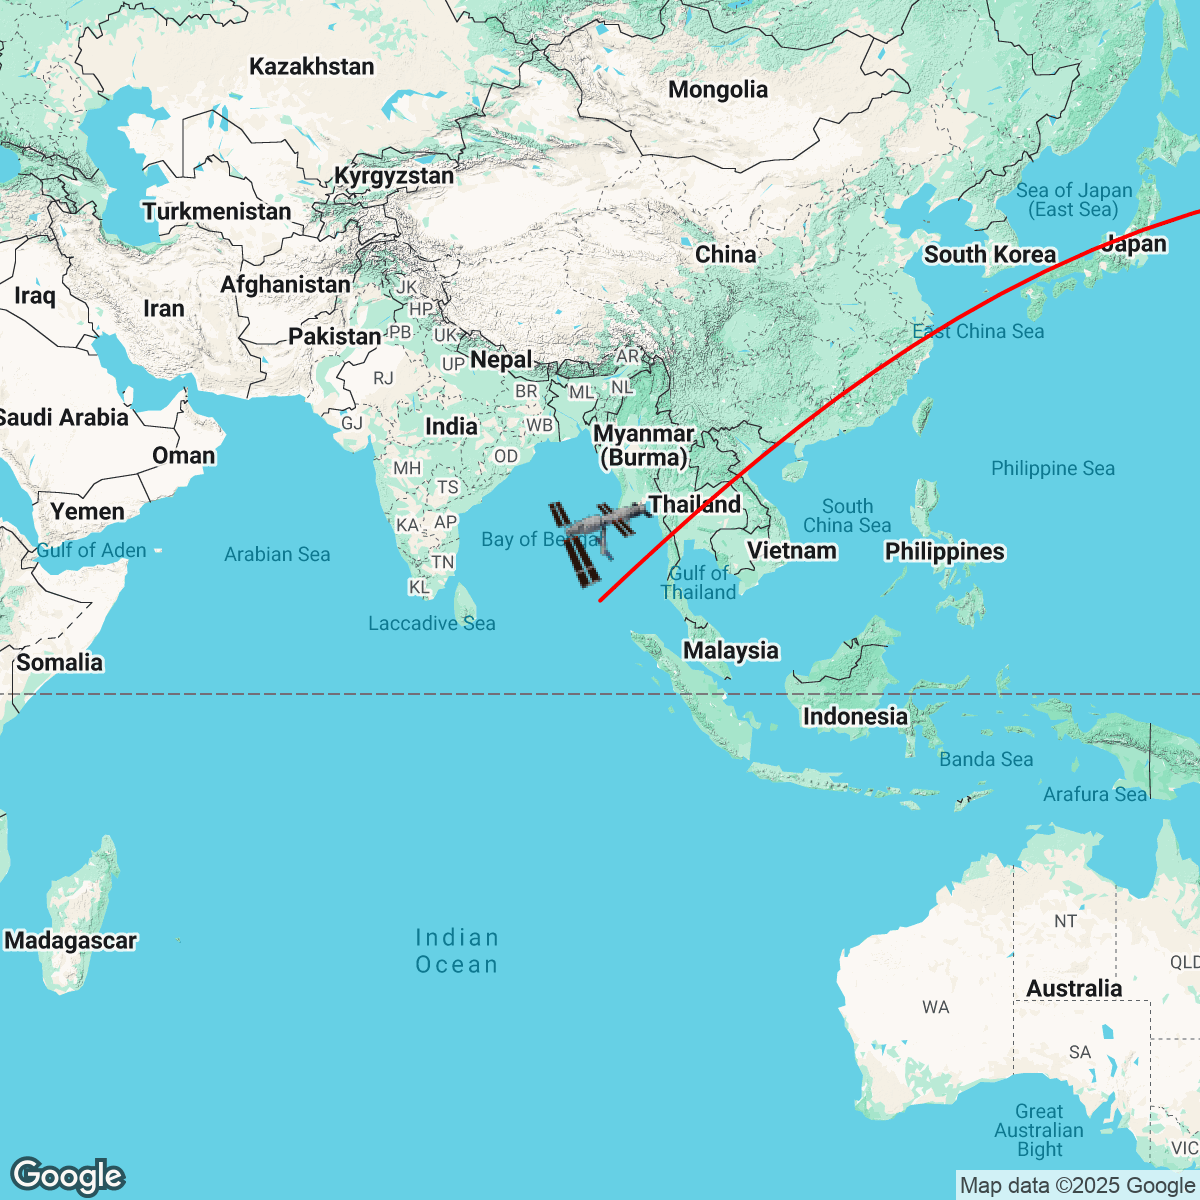 Kazakhstan
Mongolia
Kyrgyzstan
Sea of Japan
(East Sea)
Turkmenistan
Japan
China
South Korea
Afghanistan
JK
Iraq
Iran
HP
Pakistan
PB
UK
East China Sea
Nepal
AR
UP
RJ
BR
ML
NL
Saudi Arabia
GJ
India
WB
Myanmar
(Burma)
Oman
OD
MH
Philippine Sea
TS
Thailand
South
China Sea
Yemen
KA
AP
Bay of Bengal
Gulf of Aden
Arabian Sea
Vietnam
Philippines
TN
Gulf of
Thailand
KL
Laccadive Sea
Malaysia
Somalia
Indonesia
Banda Sea
Arafura Sea
NT
Madagascar
Indian
Ocean
QLD
Australia
WA
SA
Great
Australian
Bight
VIC
Google
Map data ©2025 Google